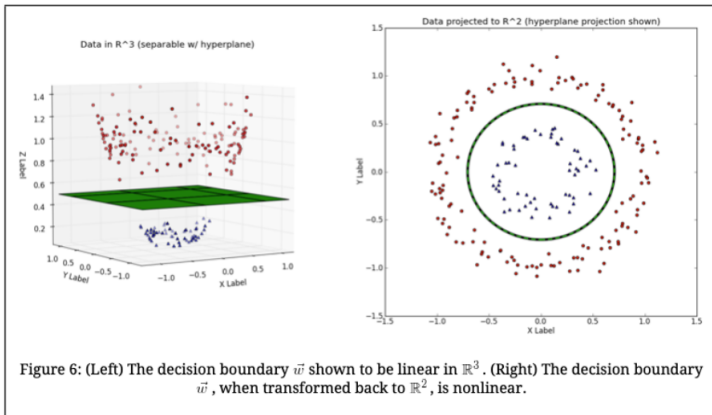 Data in R^3 (separable w/ hyperplane)
1.4
1.2
1.0
0.8
0.6
0.4
0.2
Z Label
1.0 0.5 0.0 −0.5 −1.0
Y Label
−1.0 −0.5 0.0 0.5 1.0
X Label
Data projected to R^2 (hyperplane projection shown)
1.5
1.0
0.5
0.0
−0.5
−1.0
−1.5
Y Label
−1.5 −1.0 −0.5 0.0 0.5 1.0 1.5
X Label
Figure 6: (Left) The decision boundary w⃗ shown to be linear in ℝ³. (Right) The decision boundary
w⃗ , when transformed back to ℝ², is nonlinear.